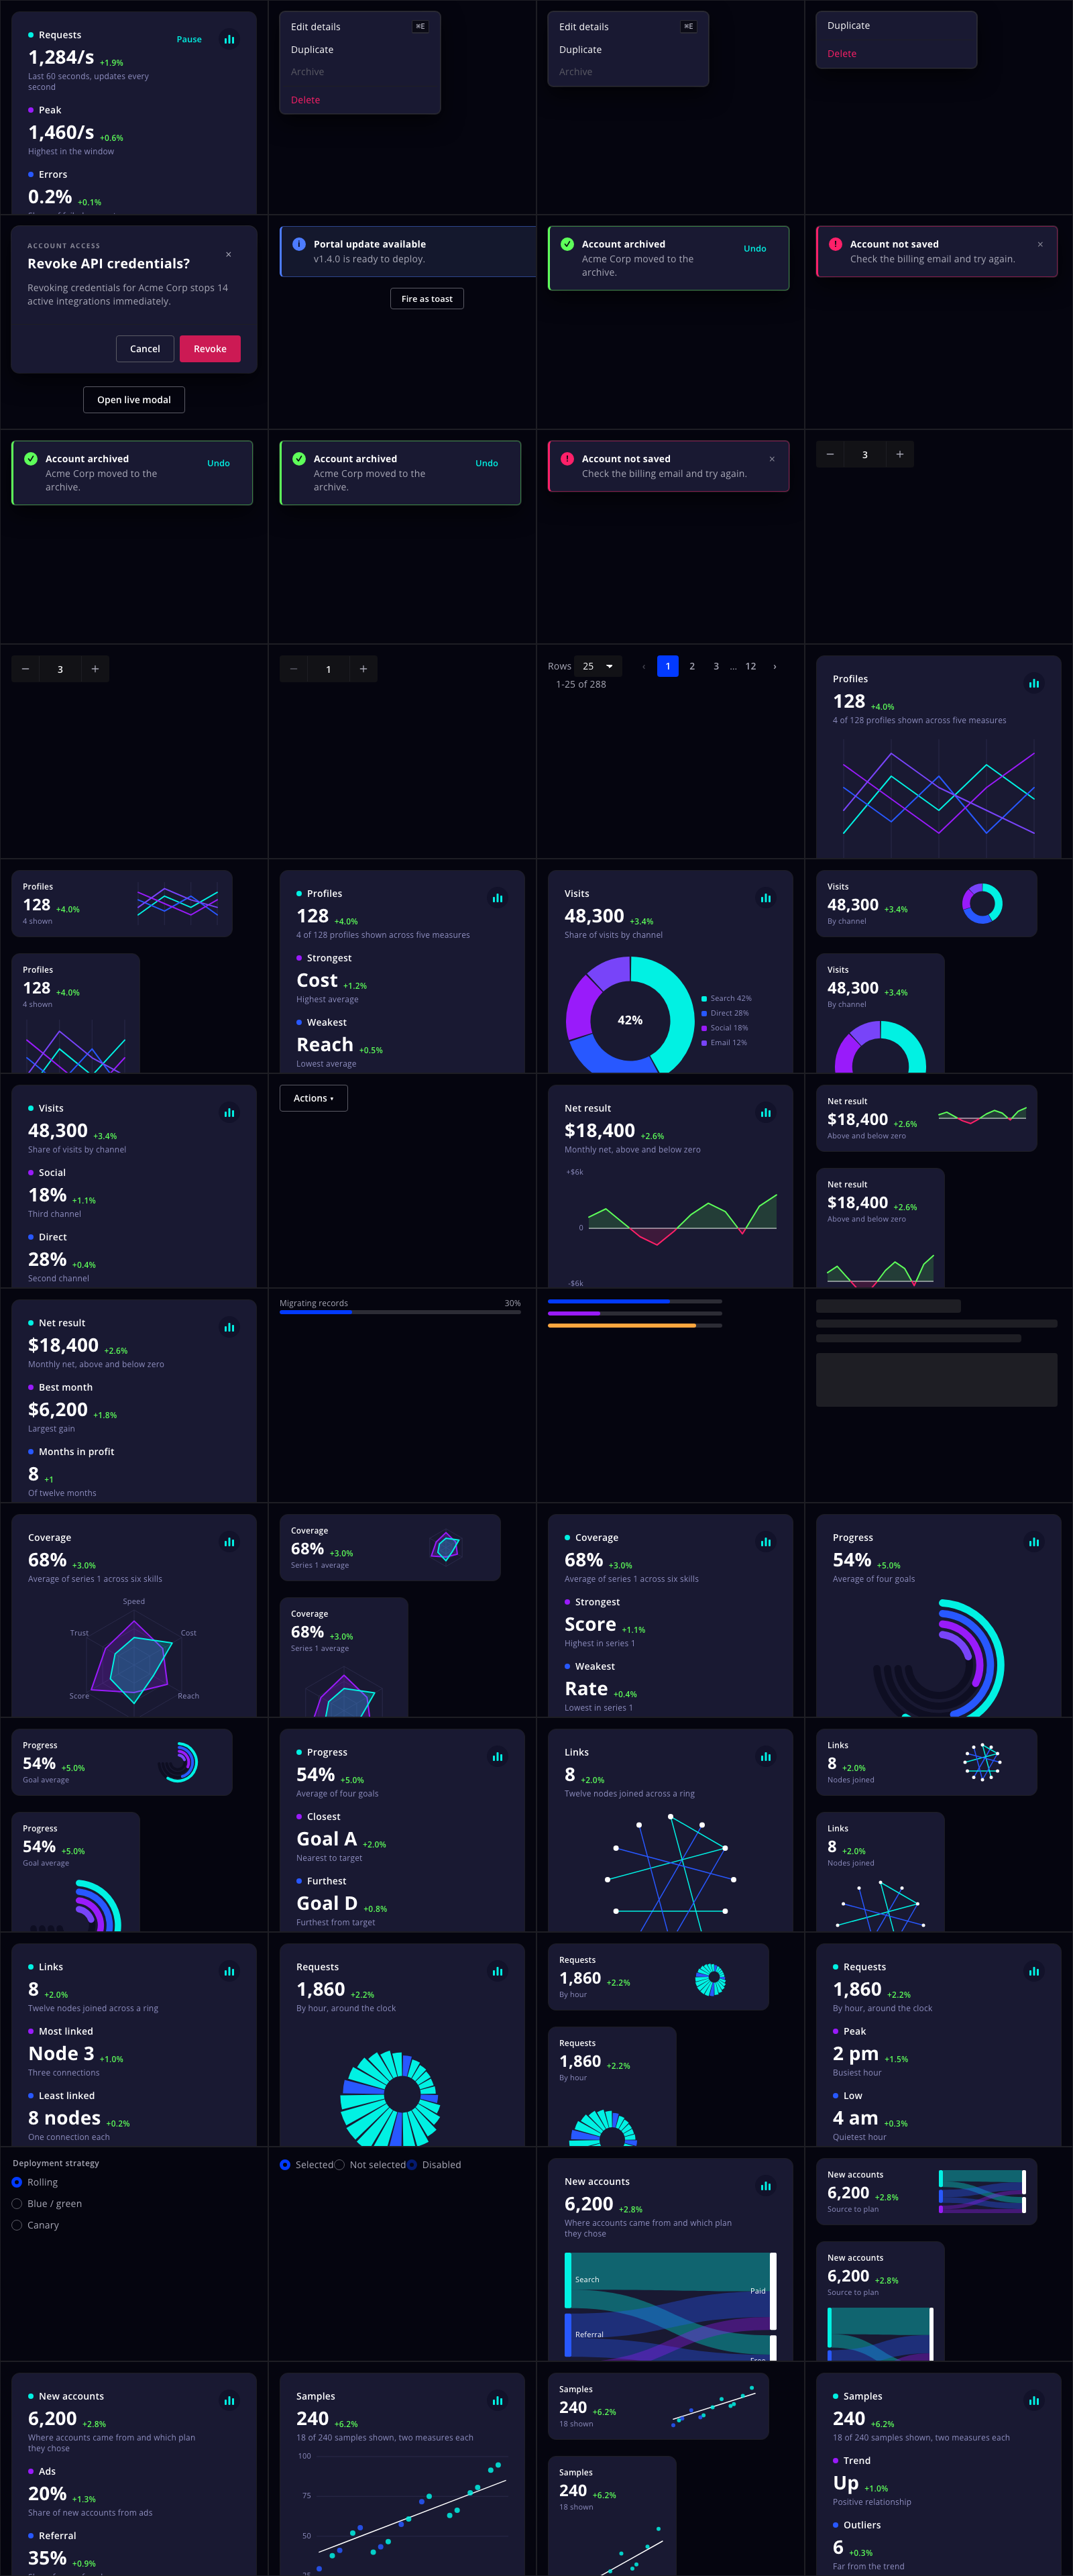 Requests
Pause
1,284/s +1.9%
Last 60 seconds, updates every
second
Peak
1,460/s +0.6%
Highest in the window
Errors
0.2% +0.1%
Edit details ⌘E
Duplicate
Archive
Delete
Edit details ⌘E
Duplicate
Archive
Duplicate
Delete
ACCOUNT ACCESS
Revoke API credentials? ×
Revoking credentials for Acme Corp stops 14
active integrations immediately.
Cancel
Revoke
Open live modal
Portal update available
v1.4.0 is ready to deploy.
Fire as toast
Account archived
Acme Corp moved to the
archive.
Undo
Account not saved ×
Check the billing email and try again.
Account archived
Acme Corp moved to the
archive.
Undo
Account archived
Acme Corp moved to the
archive.
Undo
Account not saved ×
Check the billing email and try again.
− 3 +
− 3 +
− 1 +
Rows 25 ‹ 1 2 3 … 12 ›
1-25 of 288
Profiles
128 +4.0%
4 of 128 profiles shown across five measures
Profiles
128 +4.0%
4 shown
Profiles
128 +4.0%
4 shown
Profiles
128 +4.0%
4 of 128 profiles shown across five measures
Strongest
Cost +1.2%
Highest average
Weakest
Reach +0.5%
Lowest average
Visits
48,300 +3.4%
Share of visits by channel
42%
Search 42%
Direct 28%
Social 18%
Email 12%
Visits
48,300 +3.4%
By channel
Visits
48,300 +3.4%
By channel
Visits
48,300 +3.4%
Share of visits by channel
Social
18% +1.1%
Third channel
Direct
28% +0.4%
Second channel
Actions ▾
Net result
$18,400 +2.6%
Monthly net, above and below zero
+$6k
0
-$6k
Net result
$18,400 +2.6%
Above and below zero
Net result
$18,400 +2.6%
Above and below zero
Net result
$18,400 +2.6%
Monthly net, above and below zero
Best month
$6,200 +1.8%
Largest gain
Months in profit
8 +1
Of twelve months
Migrating records 30%
Coverage
68% +3.0%
Average of series 1 across six skills
Speed
Trust
Cost
Score
Reach
Coverage
68% +3.0%
Series 1 average
Coverage
68% +3.0%
Series 1 average
Coverage
68% +3.0%
Average of series 1 across six skills
Strongest
Score +1.1%
Highest in series 1
Weakest
Rate +0.4%
Lowest in series 1
Progress
54% +5.0%
Average of four goals
Progress
54% +5.0%
Goal average
Progress
54% +5.0%
Goal average
Progress
54% +5.0%
Average of four goals
Closest
Goal A +2.0%
Nearest to target
Furthest
Goal D +0.8%
Furthest from target
Links
8 +2.0%
Twelve nodes joined across a ring
Links
8 +2.0%
Nodes joined
Links
8 +2.0%
Nodes joined
Links
8 +2.0%
Twelve nodes joined across a ring
Most linked
Node 3 +1.0%
Three connections
Least linked
8 nodes +0.2%
One connection each
Requests
1,860 +2.2%
By hour, around the clock
Requests
1,860 +2.2%
By hour
Requests
1,860 +2.2%
By hour
Requests
1,860 +2.2%
By hour, around the clock
Peak
2 pm +1.5%
Busiest hour
Low
4 am +0.3%
Quietest hour
Deployment strategy
Rolling
Blue / green
Canary
Selected Not selected Disabled
New accounts
6,200 +2.8%
Where accounts came from and which plan
they chose
Search
Paid
Referral
New accounts
6,200 +2.8%
Source to plan
New accounts
6,200 +2.8%
Source to plan
New accounts
6,200 +2.8%
Where accounts came from and which plan
they chose
Ads
20% +1.3%
Share of new accounts from ads
Referral
35% +0.9%
Samples
240 +6.2%
18 of 240 samples shown, two measures each
100
75
50
Samples
240 +6.2%
18 shown
Samples
240 +6.2%
18 shown
Samples
240 +6.2%
18 of 240 samples shown, two measures each
Trend
Up +1.0%
Positive relationship
Outliers
6 +0.3%
Far from the trend